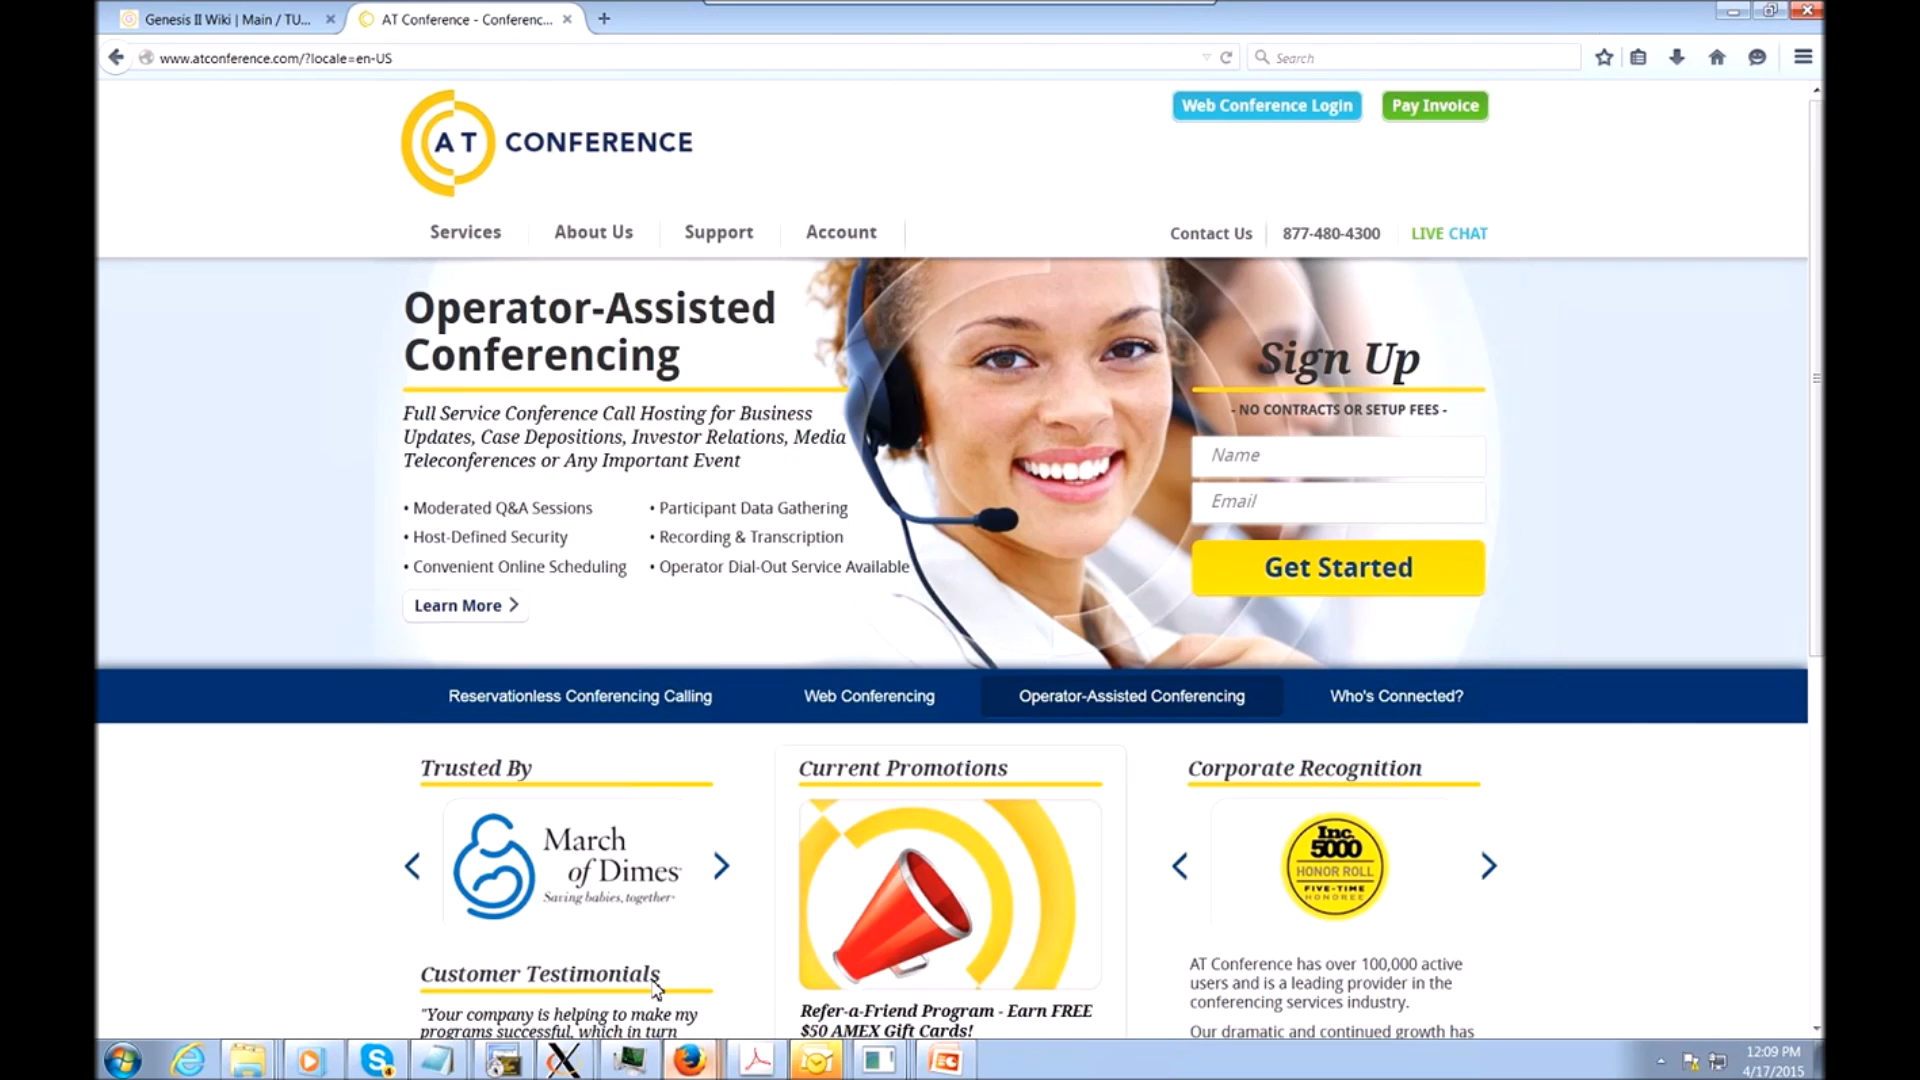 Genesis II Wiki | Main / TU...
AT Conference - Conferenc...
www.atconference.com/?locale=en-US
Search
Web Conference Login
Pay Invoice
AT CONFERENCE
Services
About Us
Support
Account
Contact Us
877-480-4300
LIVE CHAT
Operator-Assisted
Conferencing
Full Service Conference Call Hosting for Business
Updates, Case Depositions, Investor Relations, Media
Teleconferences or Any Important Event
• Moderated Q&A Sessions
• Participant Data Gathering
• Host-Defined Security
• Recording & Transcription
• Convenient Online Scheduling
• Operator Dial-Out Service Available
Learn More
Sign Up
- NO CONTRACTS OR SETUP FEES -
Name
Email
Get Started
Reservationless Conferencing Calling
Web Conferencing
Operator-Assisted Conferencing
Who's Connected?
Trusted By
March
of Dimes
Saving babies, together
Customer Testimonials
"Your company is helping to make my
programs successful, which in turn
Current Promotions
Refer-a-Friend Program - Earn FREE
$50 AMEX Gift Cards!
Corporate Recognition
Inc.
5000
HONOR ROLL
FIVE-TIME
HONOREE
AT Conference has over 100,000 active
users and is a leading provider in the
conferencing services industry.
Our dramatic and continued growth has
12:09 PM
4/17/2015